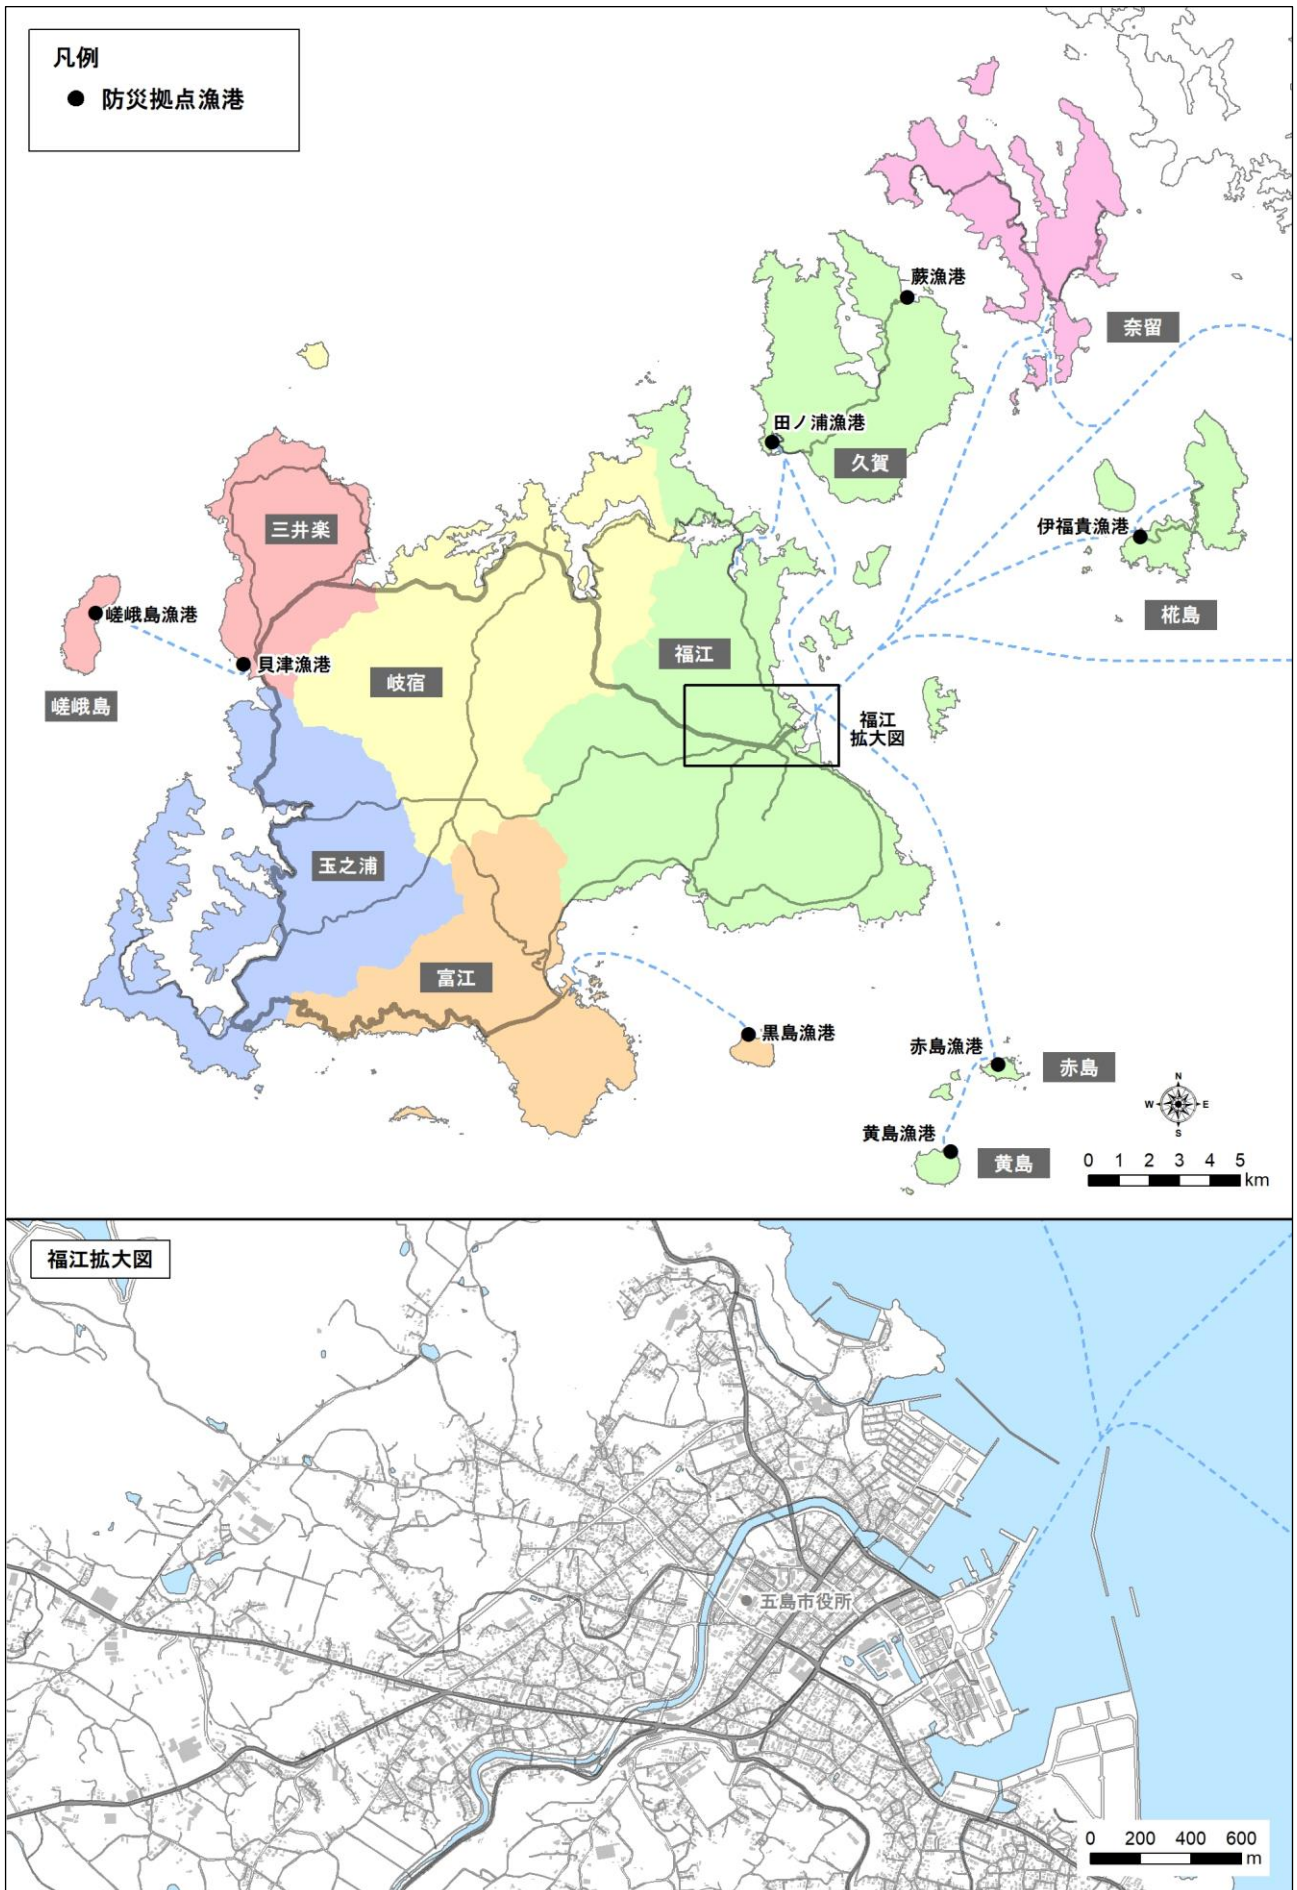 凡例
● 防災拠点漁港
蕨漁港
奈留
田ノ浦漁港
久賀
伊福貴漁港
椛島
三井楽
嵯峨島漁港
貝津漁港
嵯峨島
岐宿
福江
福江
拡大図
玉之浦
富江
黒島漁港
赤島漁港
赤島
黄島漁港
黄島
N
W E
S
0 1 2 3 4 5
km
福江拡大図
五島市役所
0 200 400 600
m